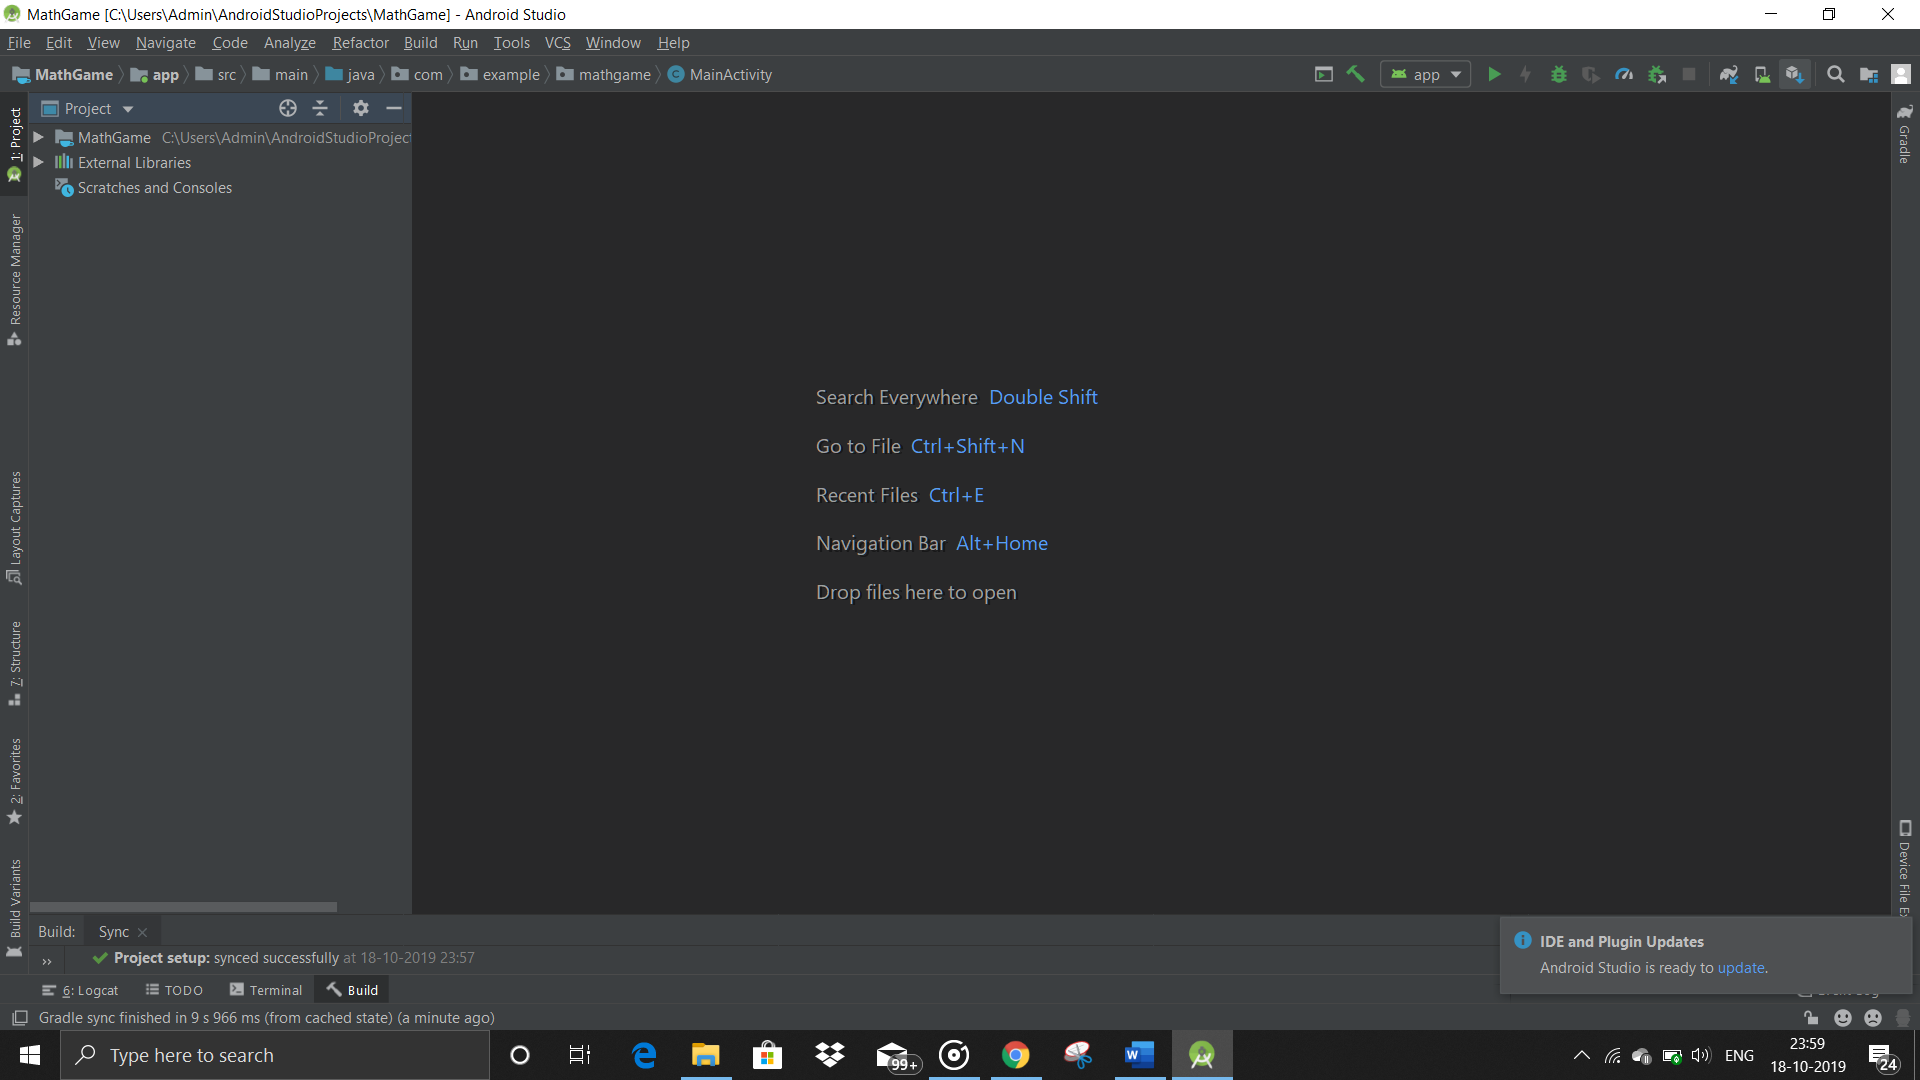 MathGame [C:\Users\Admin\AndroidStudioProjects\MathGame] - Android Studio
File Edit View Navigate Code Analyze Refactor Build Run Tools VCS Window Help
MathGame app src main java com example mathgame MainActivity
app
Project
MathGame C:\Users\Admin\AndroidStudioProject
External Libraries
Scratches and Consoles
1: Project
Resource Manager
Layout Captures
7: Structure
2: Favorites
Build Variants
Gradle
Device File Ex
Search Everywhere Double Shift
Go to File Ctrl+Shift+N
Recent Files Ctrl+E
Navigation Bar Alt+Home
Drop files here to open
Build: Sync
Project setup: synced successfully at 18-10-2019 23:57
IDE and Plugin Updates
Android Studio is ready to update.
6: Logcat TODO Terminal Build
Gradle sync finished in 9 s 966 ms (from cached state) (a minute ago)
Type here to search
99+
ENG
23:59
18-10-2019
24